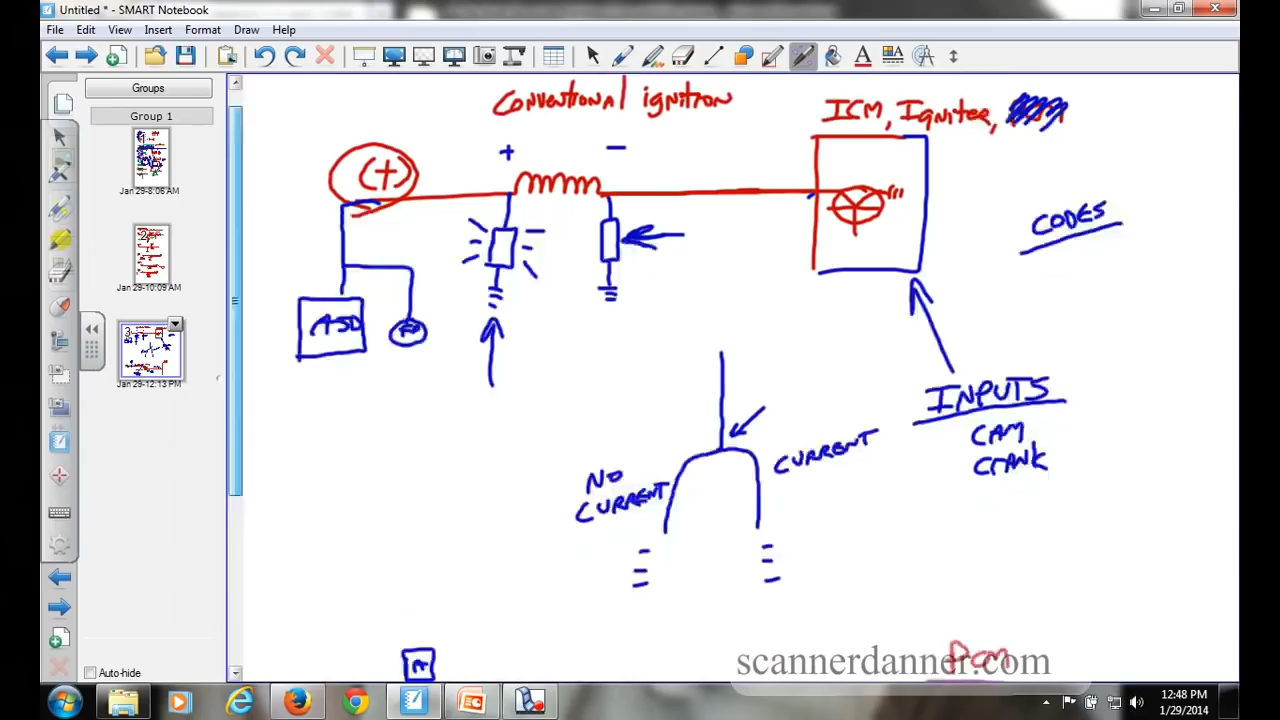 Untitled * - SMART Notebook
File Edit View Insert Format Draw Help
Groups
Group 1
Jan 29-8:06 AM
Jan 29-10:09 AM
Jan 29-12:13 PM
Auto-hide
Conventional ignition
ICM, Igniter,
+ −
(+)
CODES
ASD
FP
INPUTS
CAM
CRANK
NO
CURRENT
CURRENT
PCM
scannerdanner.com
12:48 PM
1/29/2014